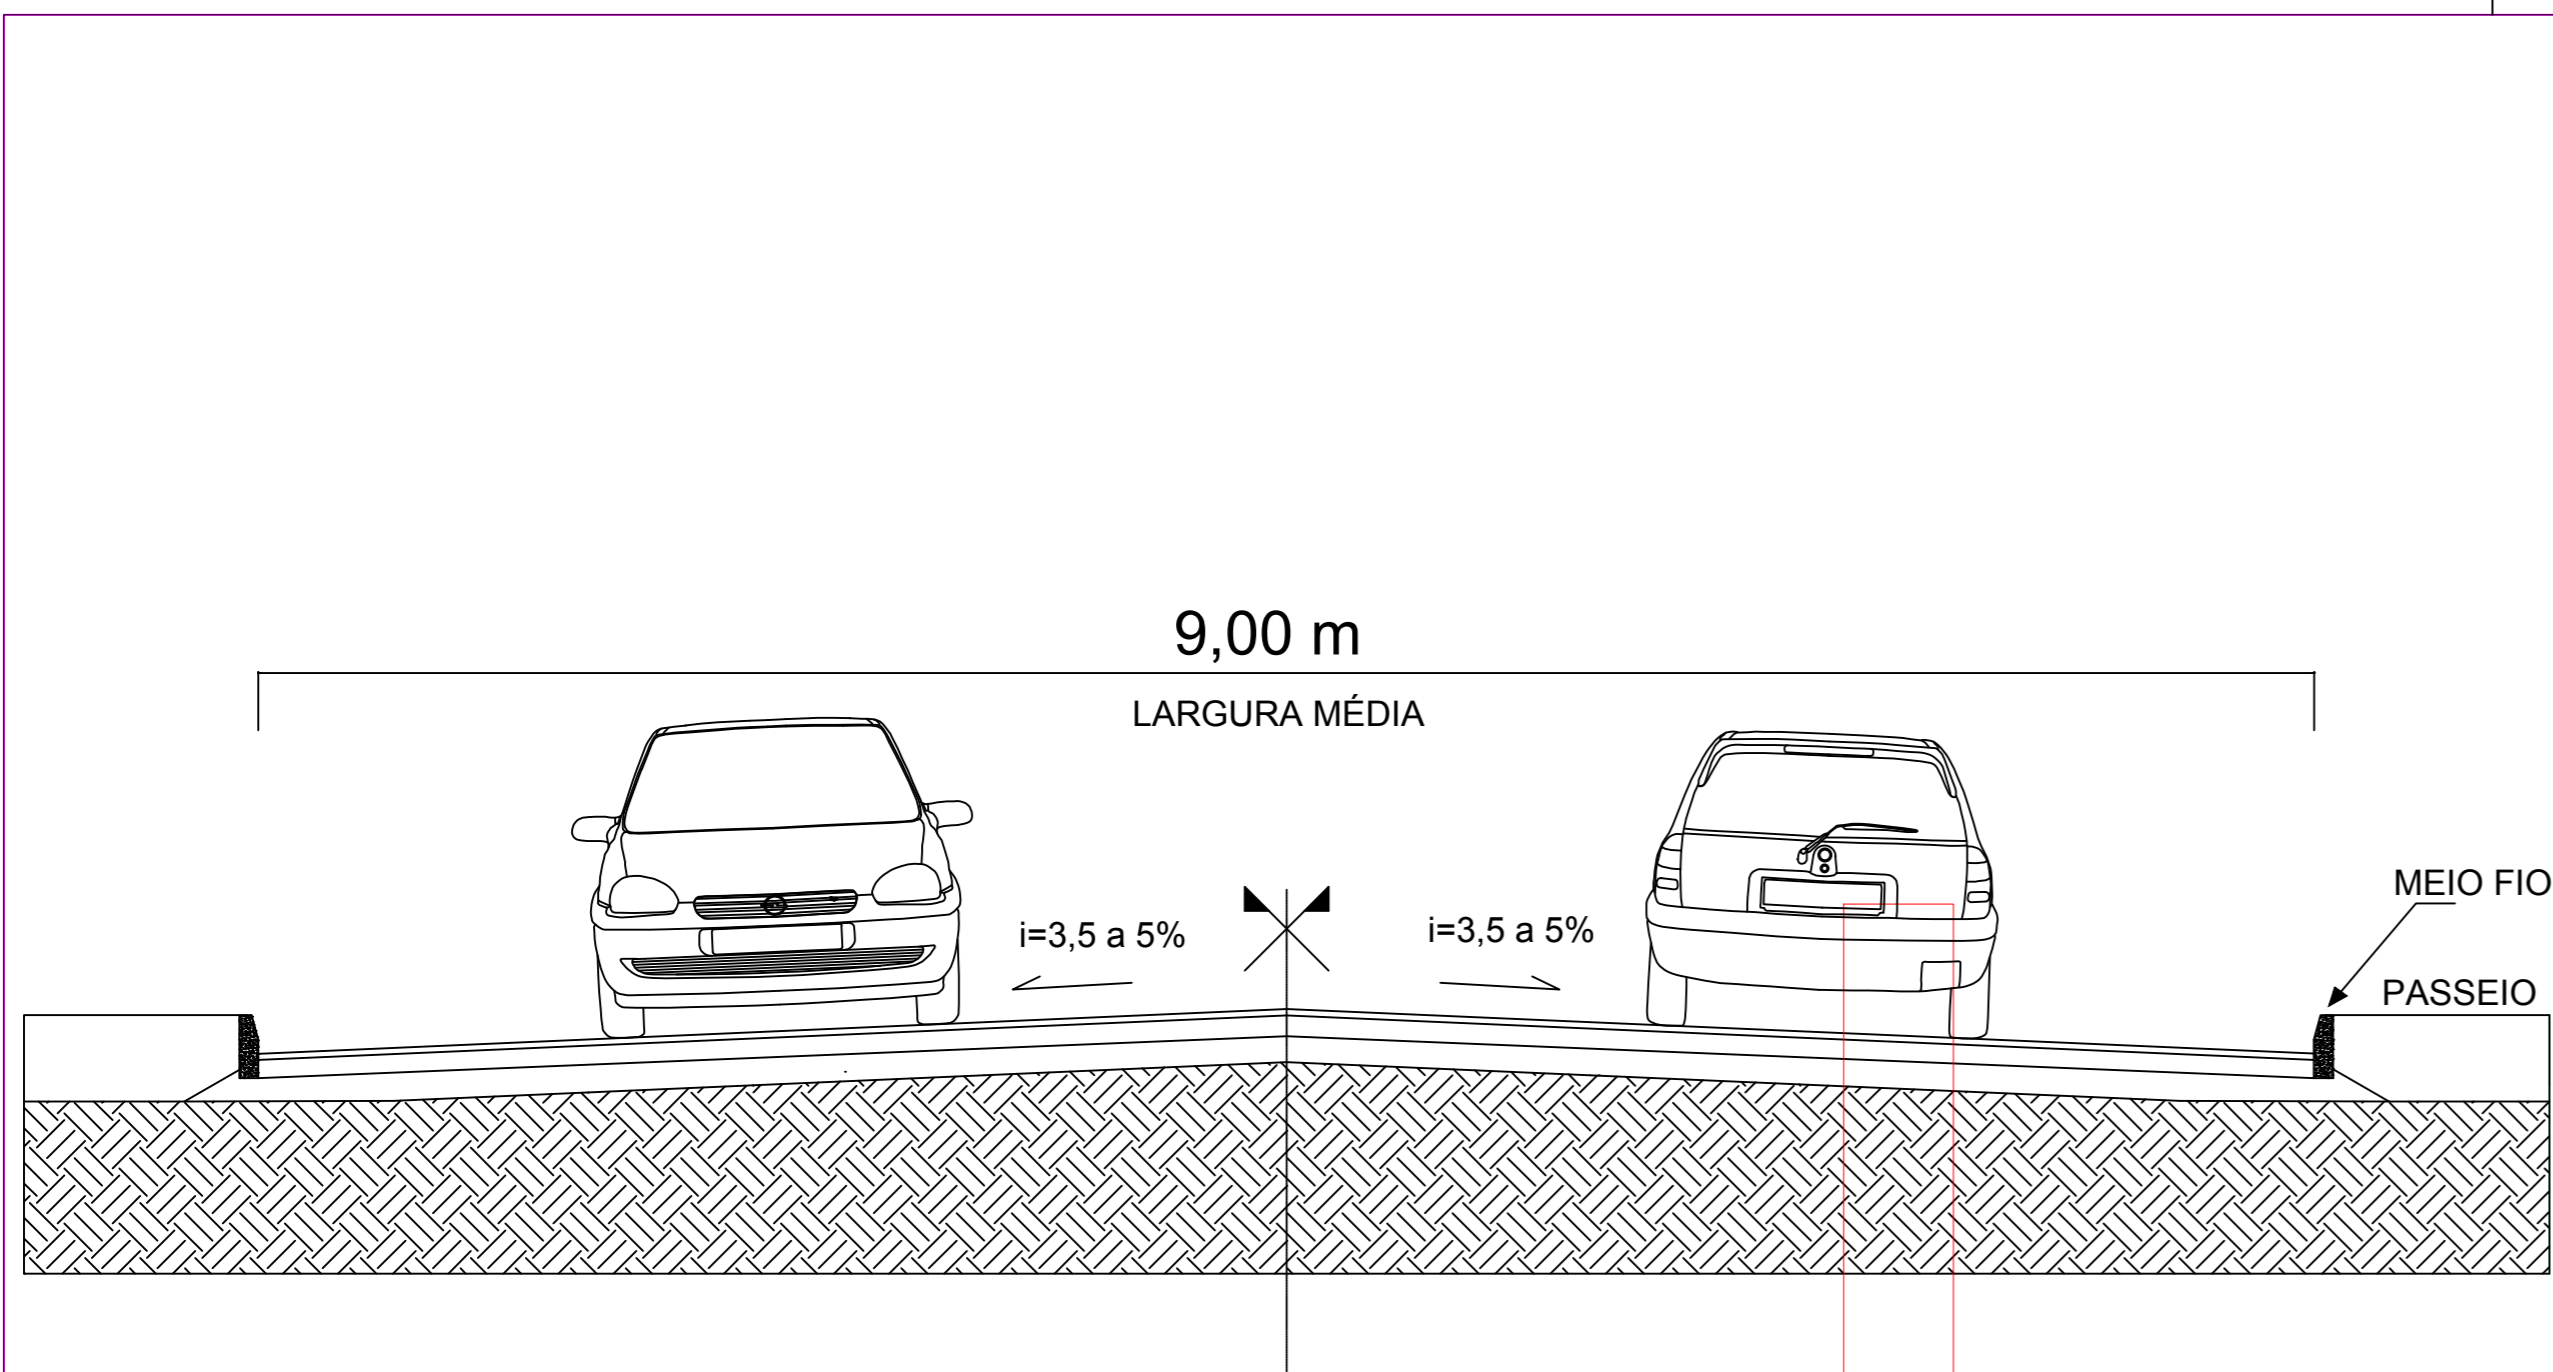 9,00 m
LARGURA MÉDIA
i=3,5 a 5%
i=3,5 a 5%
MEIO FIO
PASSEIO